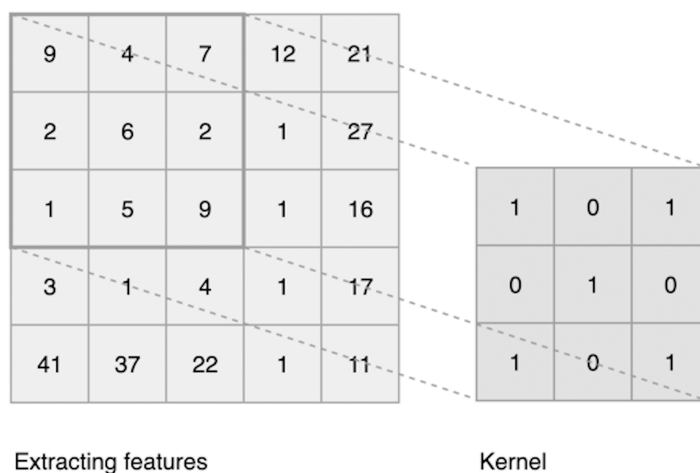 9 4 7 12 21
2 6 2 1 27
1 5 9 1 16
1 0 1
3 1 4 1 17
0 1 0
41 37 22 1 11
1 0 1
Extracting features
Kernel